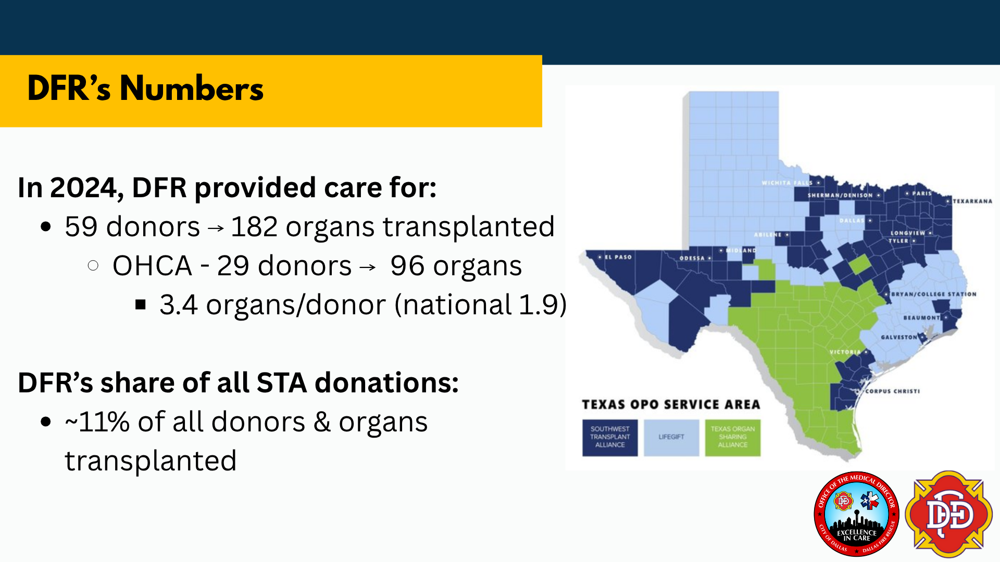 DFR’s Numbers
In 2024, DFR provided care for:
59 donors → 182 organs transplanted
OHCA - 29 donors → 96 organs
3.4 organs/donor (national 1.9)
DFR’s share of all STA donations:
~11% of all donors & organs
transplanted
WICHITA FALLS
SHERMAN/DENISON
PARIS
TEXARKANA
DALLAS
ABILENE
LONGVIEW
TYLER
EL PASO
ODESSA
MIDLAND
BRYAN/COLLEGE STATION
BEAUMONT
GALVESTON
VICTORIA
CORPUS CHRISTI
TEXAS OPO SERVICE AREA
SOUTHWEST
TRANSPLANT
ALLIANCE
LIFEGIFT
TEXAS ORGAN
SHARING
ALLIANCE
OFFICE OF THE MEDICAL DIRECTOR
EXCELLENCE
IN CARE
CITY OF DALLAS ★ DALLAS FIRE RESCUE
DFD